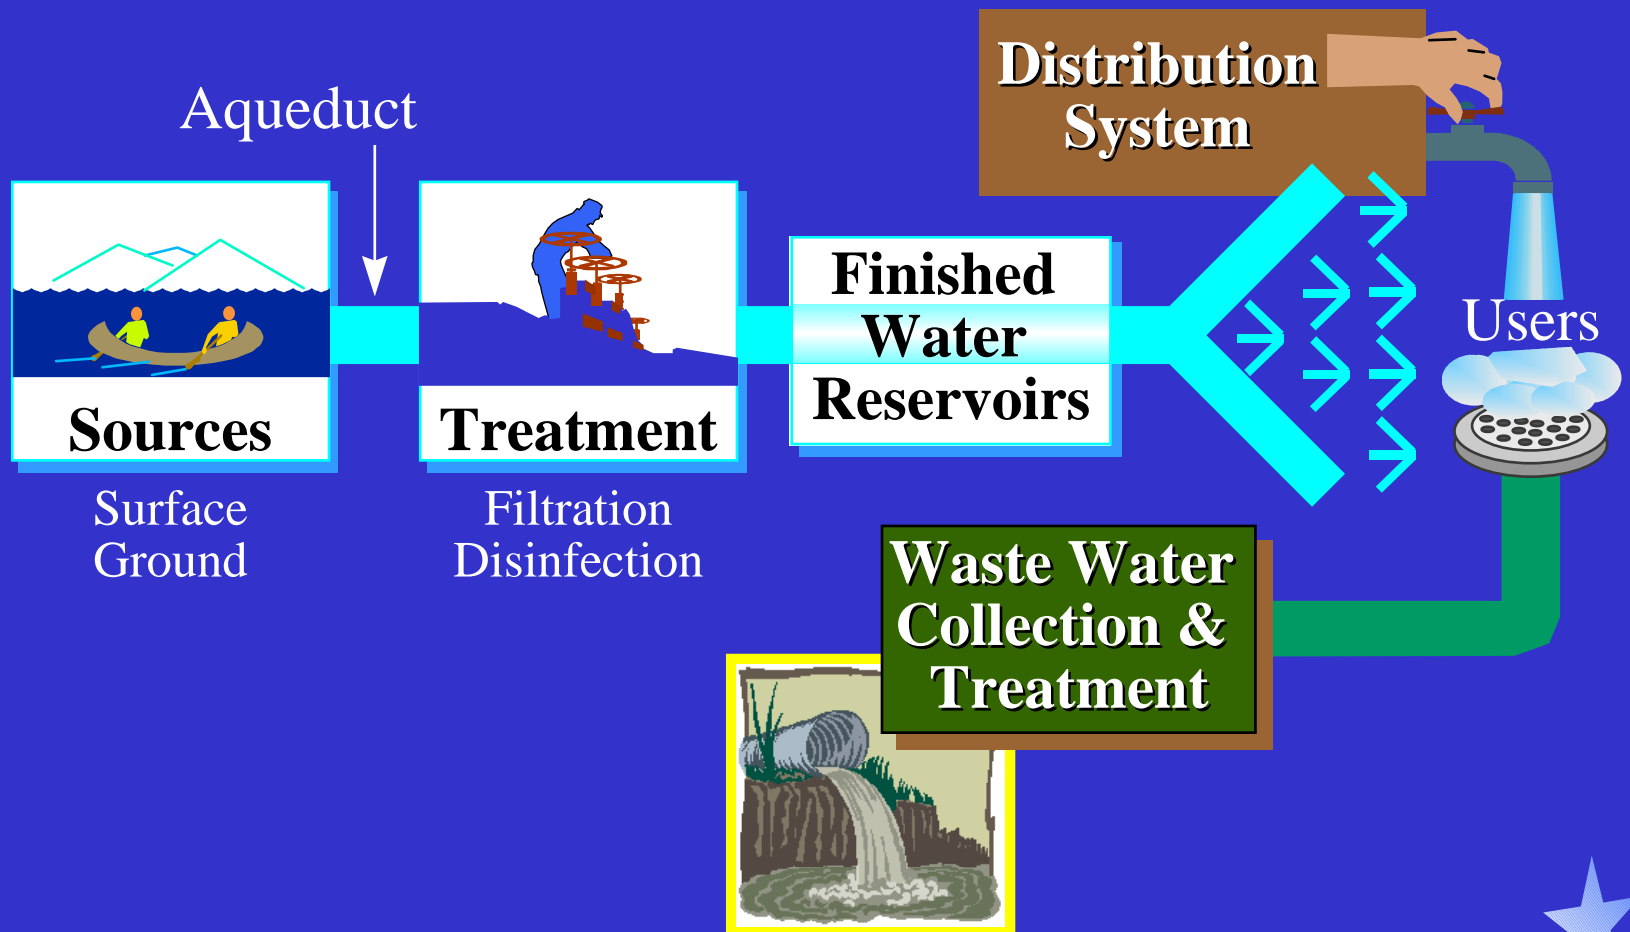 Aqueduct
Sources
Surface
Ground
Treatment
Filtration
Disinfection
Finished
Water
Reservoirs
Distribution
System
Users
Waste Water
Collection &
Treatment